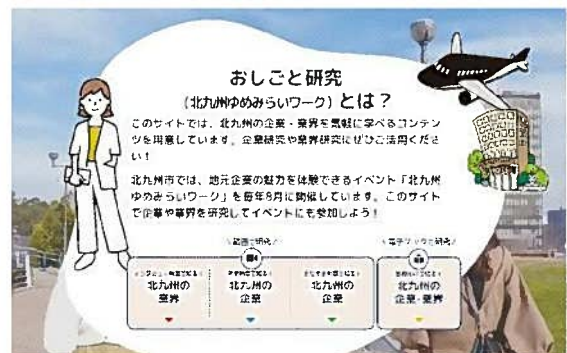 おしごと研究
(北九州ゆめみらいワーク)とは?
このサイトでは、北九州の企業・業界を気軽に学べるコンテン
ツを用意しています。企業研究や業界研究にぜひご活用くださ
い!
北九州市では、地元企業の魅力を体験できるイベント「北九州
ゆめみらいワーク」を毎年8月に開催しています。このサイト
で企業や業界を研究してイベントにも参加しよう!
動画で研究
電子ブックで研究
北九州の
業界
北九州の
企業
北九州の
企業
北九州の
企業・業界